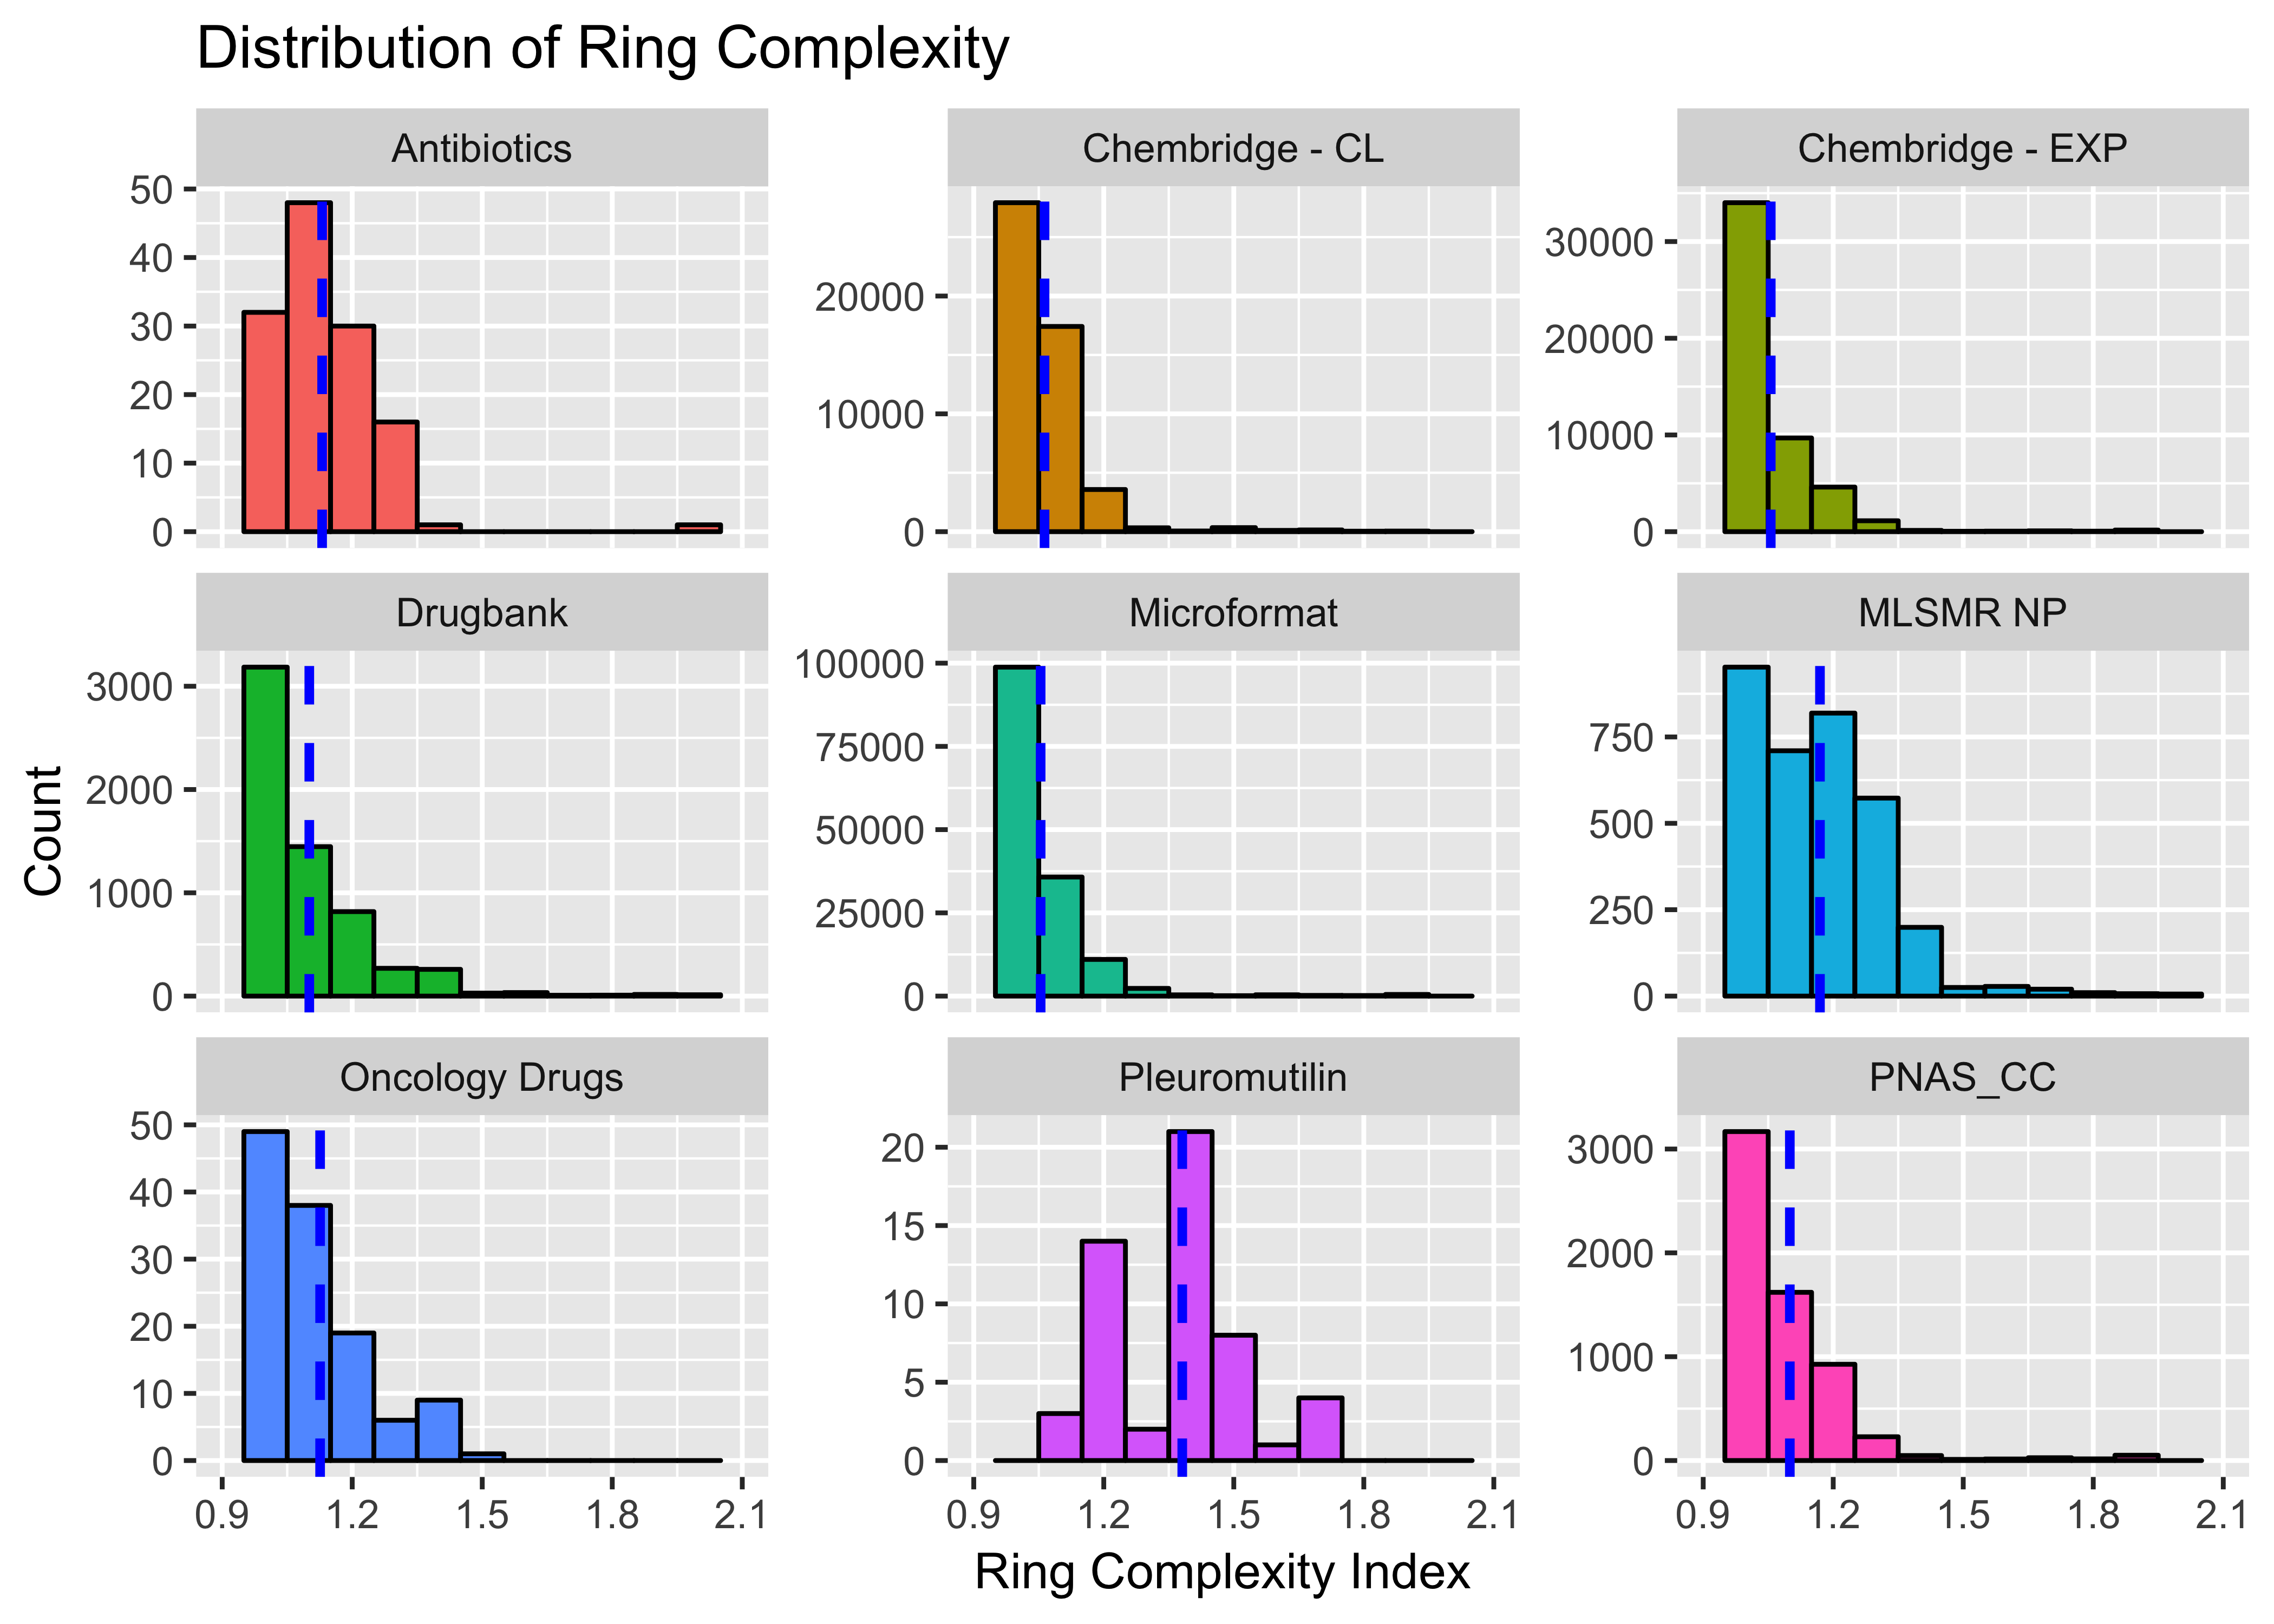 Distribution of Ring Complexity
Antibiotics
Chembridge - CL
Chembridge - EXP
50
40
30
20
10
0
20000
10000
0
30000
20000
10000
0
Drugbank
Microformat
MLSMR NP
3000
2000
1000
0
100000
75000
50000
25000
0
750
500
250
0
Count
Oncology Drugs
Pleuromutilin
PNAS_CC
50
40
30
20
10
0
20
15
10
5
0
3000
2000
1000
0
0.9 1.2 1.5 1.8 2.1
0.9 1.2 1.5 1.8 2.1
0.9 1.2 1.5 1.8 2.1
Ring Complexity Index